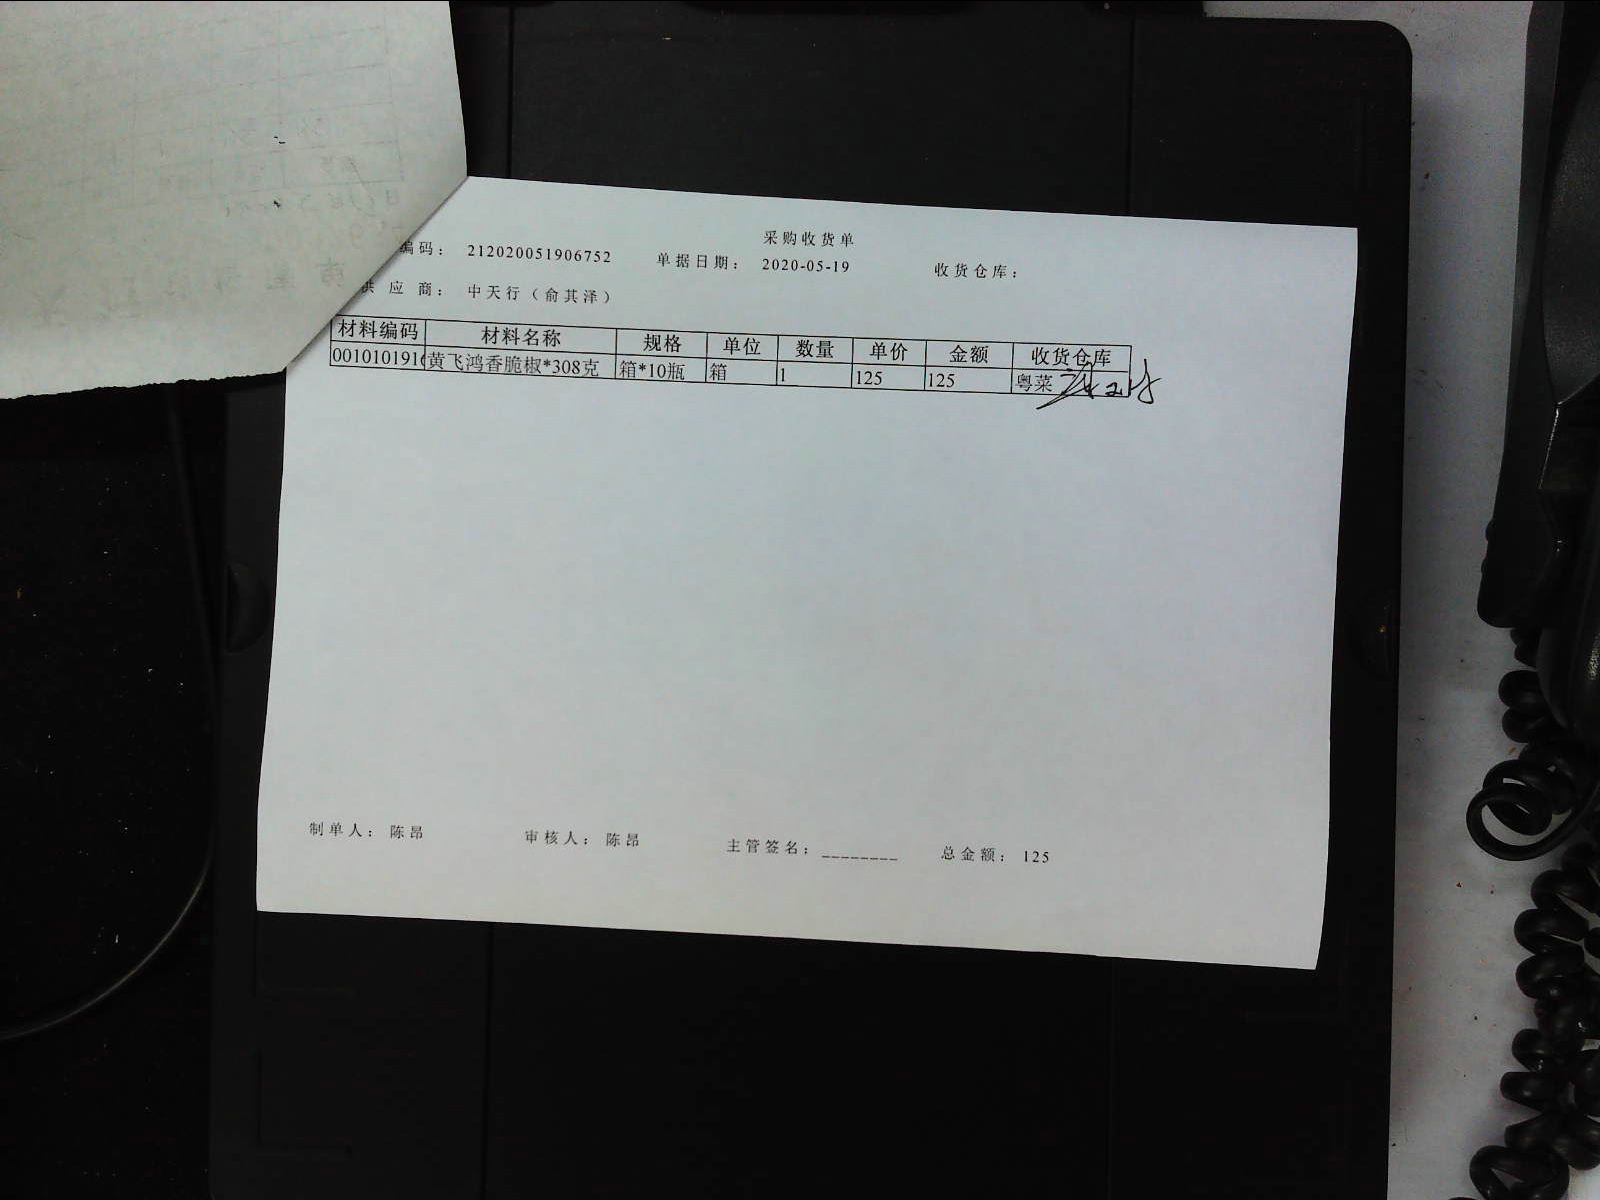 采购收货单
编码： 212020051906752 单据日期： 2020-05-19 收货仓库：
供应商： 中天行（俞其泽）
材料编码 材料名称 规格 单位 数量 单价 金额 收货仓库
0010101916 黄飞鸿香脆椒*308克 箱*10瓶 箱 1 125 125 粤菜
制单人： 陈昂 审核人： 陈昂 主管签名：________ 总金额： 125